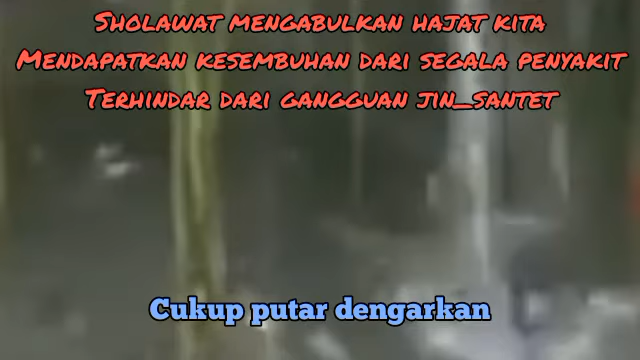 Sholawat mengabulkan hajat kita
Mendapatkan kesembuhan dari segala penyakit
Terhindar dari gangguan jin_santet
Cukup putar dengarkan